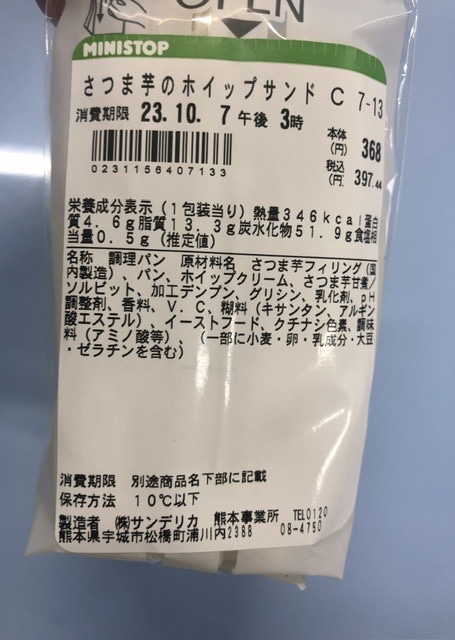 OPEN
MINISTOP
さつま芋のホイップサンド C 7-13
消費期限 23.10. 7 午後 3時
本体(円) 368
税込(円) 397.44
0231156407133
栄養成分表示(1包装当り)熱量346kcal蛋白
質4.6g脂質13.3g炭水化物51.9g食塩相
当量0.5g(推定値)
名称 調理パン 原材料名 さつま芋フィリング(国
内製造)、パン、ホイップクリーム、さつま芋甘煮/
ソルビット、加工デンプン、グリシン、乳化剤、pH
調整剤、香料、V.C、糊料(キサンタン、アルギン
酸エステル)、イーストフード、クチナシ色素、調味
料(アミノ酸等)、(一部に小麦・卵・乳成分・大豆
・ゼラチンを含む)
消費期限 別途商品名下部に記載
保存方法 10℃以下
製造者 ㈱サンデリカ 熊本事業所 TEL0120
熊本県宇城市松橋町浦川内2388 08-4750